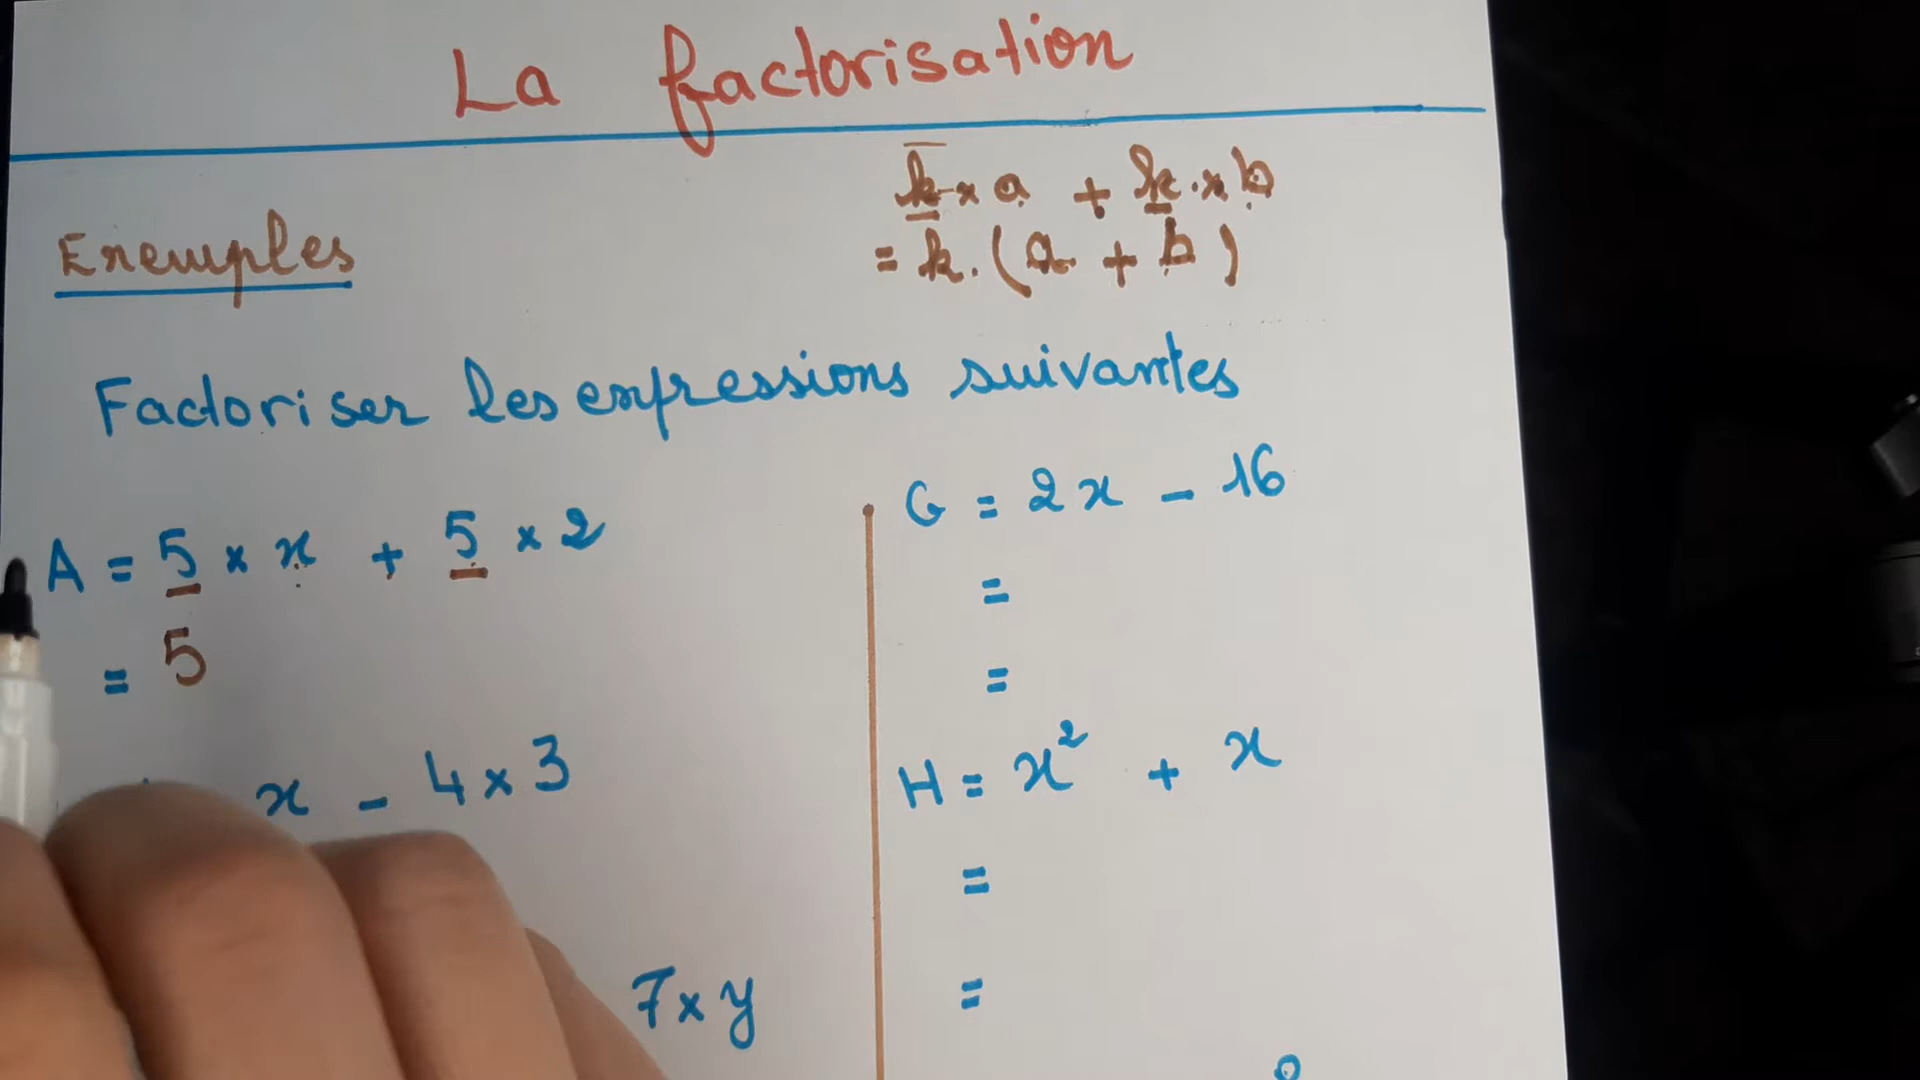 La factorisation
k × a + k . × b
= k . (a + b)
Exemples
Factoriser les expressions suivantes
A = 5 × x + 5 × 2
= 5
x - 4 × 3
7 × y
G = 2x - 16
=
=
H = x² + x
=
=